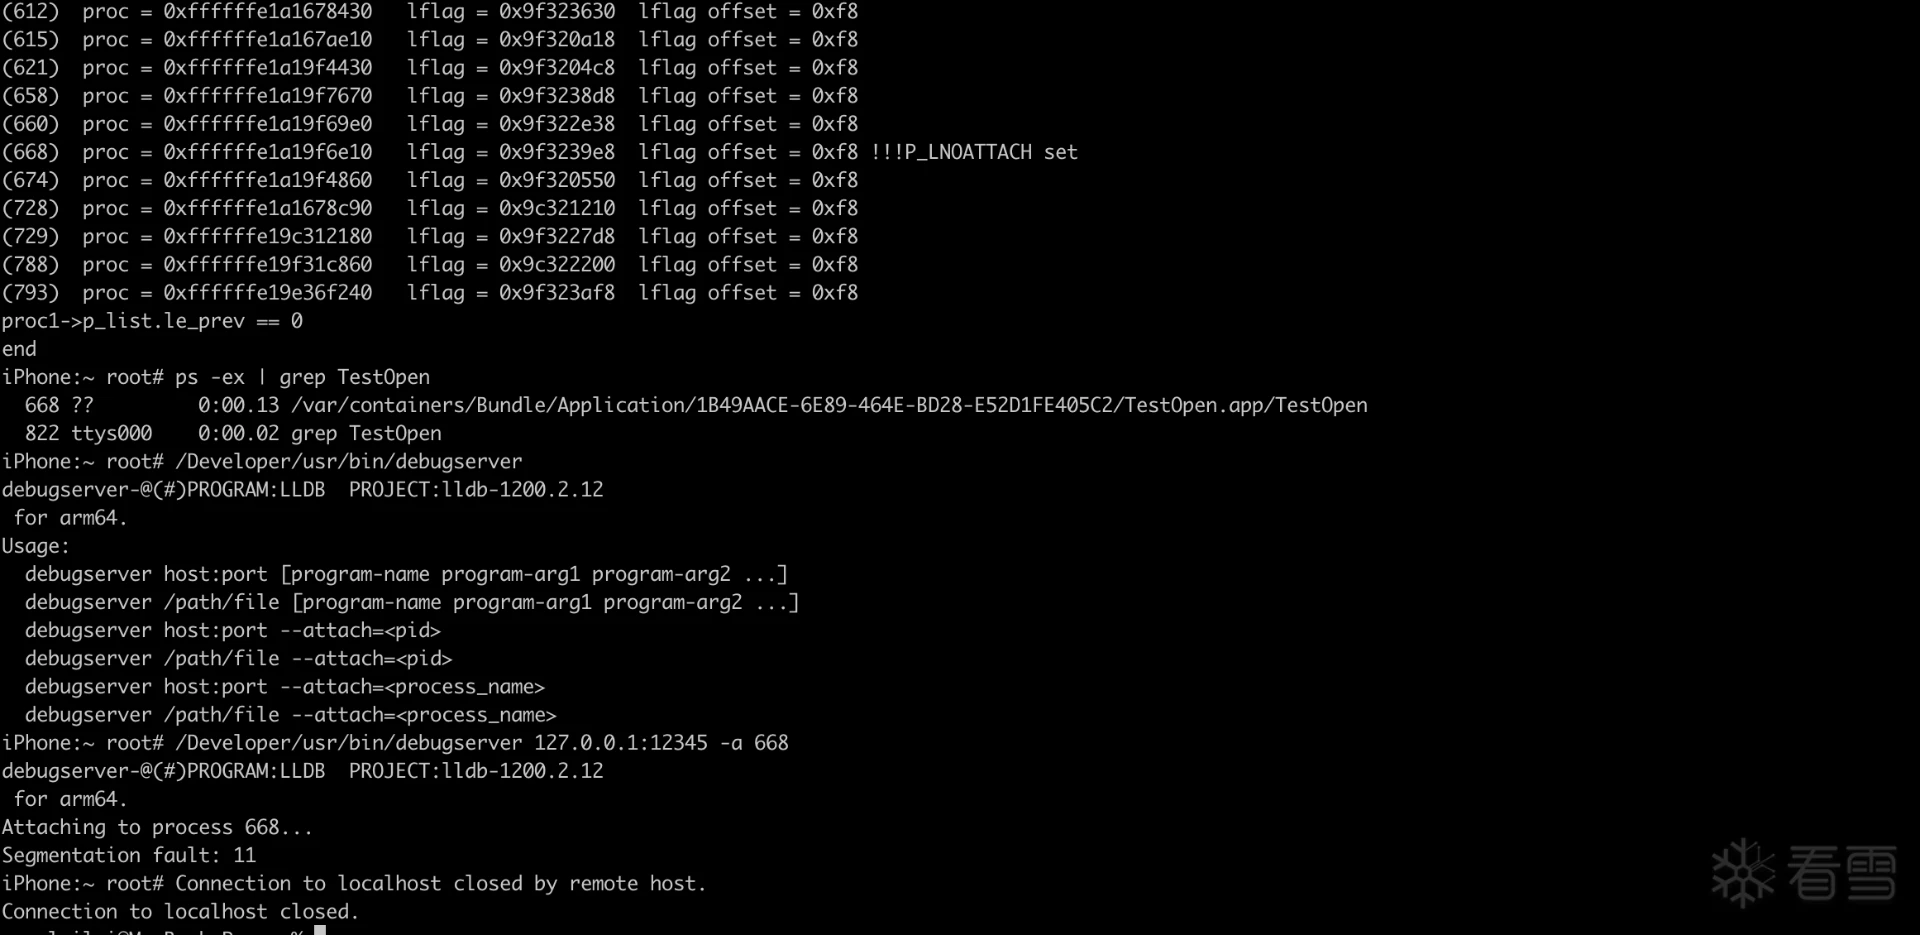 (612)  proc = 0xffffffe1a1678430   lflag = 0x9f323630  lflag offset = 0xf8
(615)  proc = 0xffffffe1a167ae10   lflag = 0x9f320a18  lflag offset = 0xf8
(621)  proc = 0xffffffe1a19f4430   lflag = 0x9f3204c8  lflag offset = 0xf8
(658)  proc = 0xffffffe1a19f7670   lflag = 0x9f3238d8  lflag offset = 0xf8
(660)  proc = 0xffffffe1a19f69e0   lflag = 0x9f322e38  lflag offset = 0xf8
(668)  proc = 0xffffffe1a19f6e10   lflag = 0x9f3239e8  lflag offset = 0xf8 !!!P_LNOATTACH set
(674)  proc = 0xffffffe1a19f4860   lflag = 0x9f320550  lflag offset = 0xf8
(728)  proc = 0xffffffe1a1678c90   lflag = 0x9c321210  lflag offset = 0xf8
(729)  proc = 0xffffffe19c312180   lflag = 0x9f3227d8  lflag offset = 0xf8
(788)  proc = 0xffffffe19f31c860   lflag = 0x9c322200  lflag offset = 0xf8
(793)  proc = 0xffffffe19e36f240   lflag = 0x9f323af8  lflag offset = 0xf8
proc1->p_list.le_prev == 0
end
iPhone:~ root# ps -ex | grep TestOpen
  668 ??         0:00.13 /var/containers/Bundle/Application/1B49AACE-6E89-464E-BD28-E52D1FE405C2/TestOpen.app/TestOpen
  822 ttys000    0:00.02 grep TestOpen
iPhone:~ root# /Developer/usr/bin/debugserver
debugserver-@(#)PROGRAM:LLDB  PROJECT:lldb-1200.2.12
 for arm64.
Usage:
  debugserver host:port [program-name program-arg1 program-arg2 ...]
  debugserver /path/file [program-name program-arg1 program-arg2 ...]
  debugserver host:port --attach=<pid>
  debugserver /path/file --attach=<pid>
  debugserver host:port --attach=<process_name>
  debugserver /path/file --attach=<process_name>
iPhone:~ root# /Developer/usr/bin/debugserver 127.0.0.1:12345 -a 668
debugserver-@(#)PROGRAM:LLDB  PROJECT:lldb-1200.2.12
 for arm64.
Attaching to process 668...
Segmentation fault: 11
iPhone:~ root# Connection to localhost closed by remote host.
Connection to localhost closed.
看雪